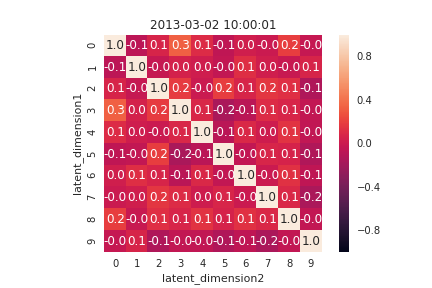 2013-03-02 10:00:01
0 1.0 -0.1 0.1 0.3 0.1 -0.1 0.0 -0.0 0.2 -0.0
1 -0.1 1.0 -0.0 0.0 0.0 -0.0 0.1 0.0 -0.0 0.1
2 0.1 -0.0 1.0 0.2 -0.0 0.2 0.1 0.2 0.1 -0.1
3 0.3 0.0 0.2 1.0 0.1 -0.2 -0.1 0.1 0.1 -0.0
4 0.1 0.0 -0.0 0.1 1.0 -0.1 0.1 0.0 0.1 -0.0
5 -0.1 -0.0 0.2 -0.2 -0.1 1.0 -0.0 0.1 0.1 -0.1
6 0.0 0.1 0.1 -0.1 0.1 -0.0 1.0 -0.0 0.1 -0.1
7 -0.0 0.0 0.2 0.1 0.0 0.1 -0.0 1.0 0.1 -0.2
8 0.2 -0.0 0.1 0.1 0.1 0.1 0.1 0.1 1.0 -0.0
9 -0.0 0.1 -0.1 -0.0 -0.0 -0.1 -0.1 -0.2 -0.0 1.0
0 1 2 3 4 5 6 7 8 9
latent_dimension2
latent_dimension1
0.8
0.4
0.0
−0.4
−0.8